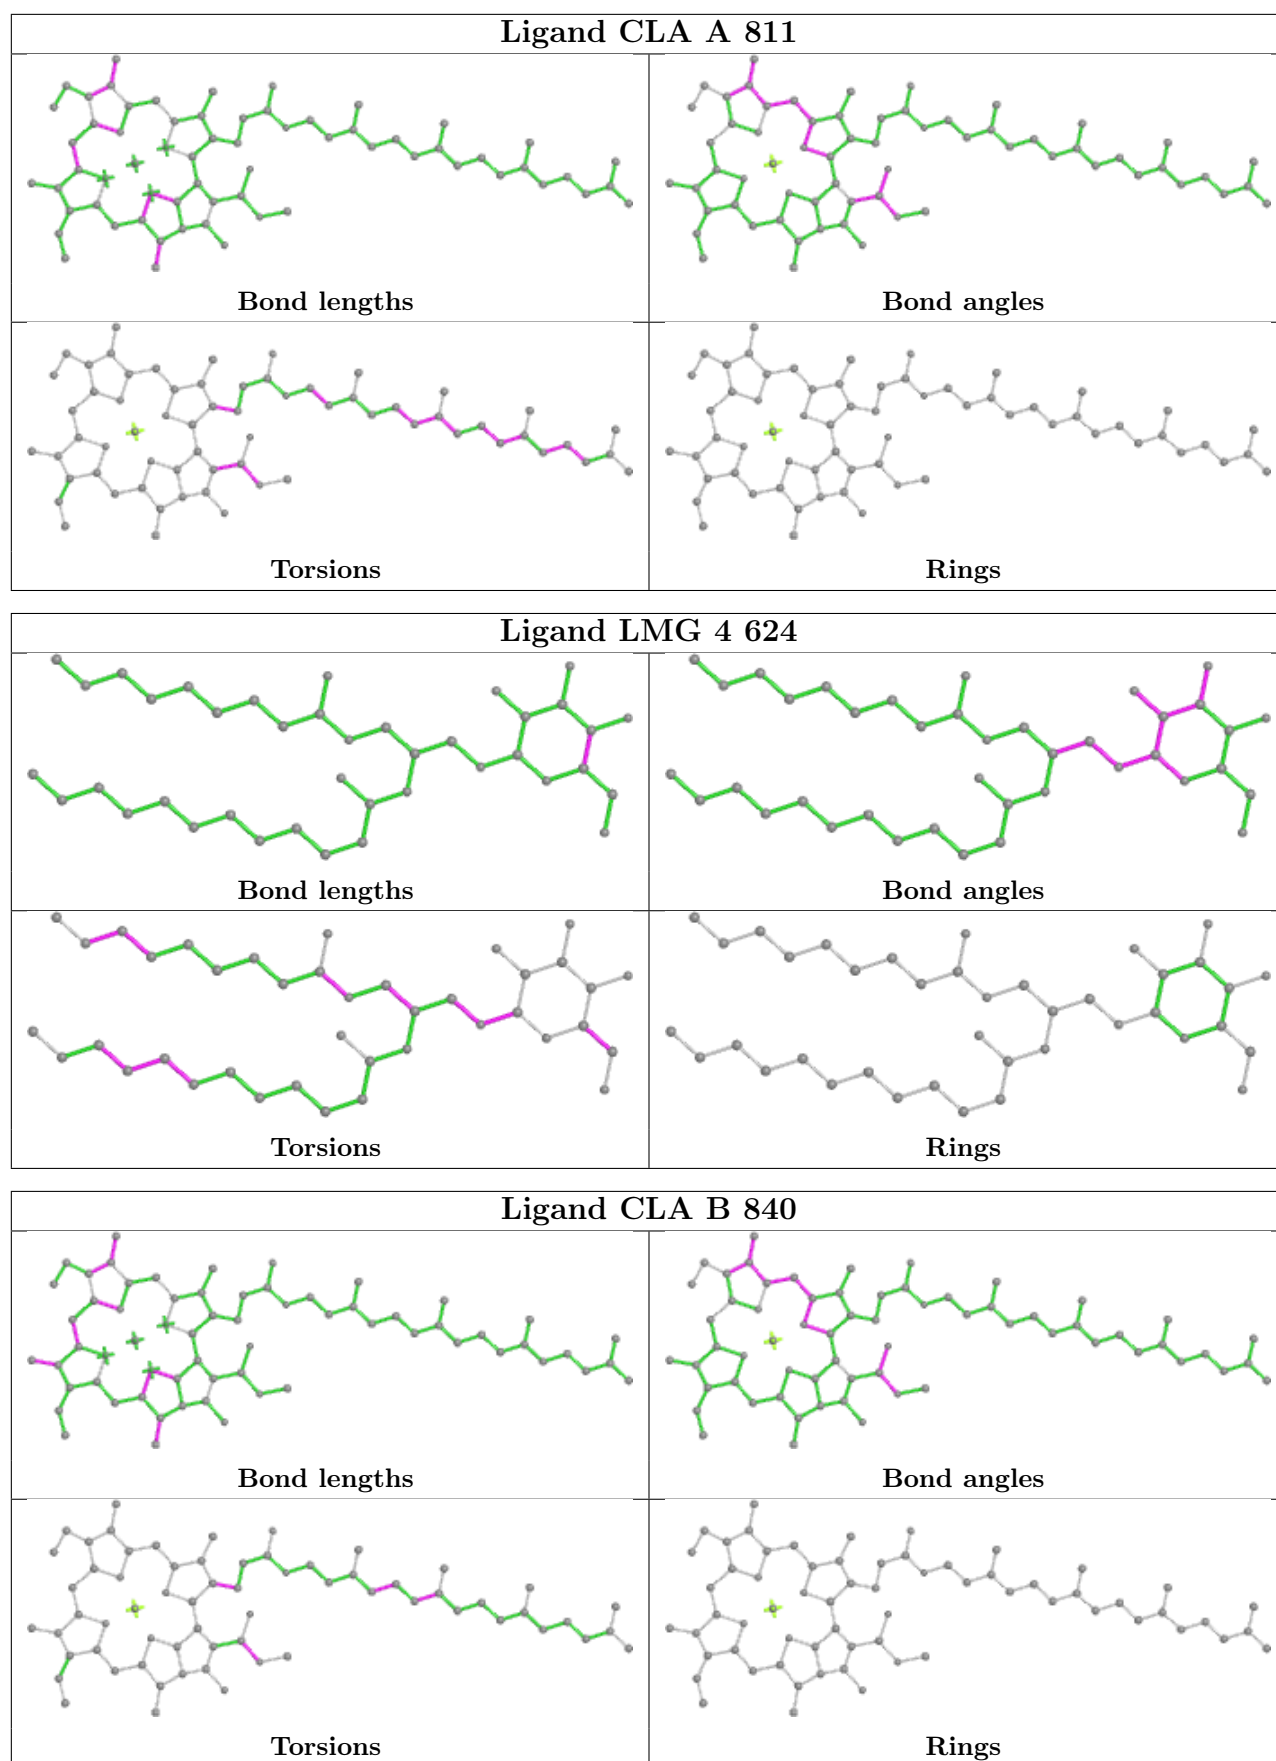 Ligand CLA A 811
Bond lengths
Bond angles
Torsions
Rings
Ligand LMG 4 624
Bond lengths
Bond angles
Torsions
Rings
Ligand CLA B 840
Bond lengths
Bond angles
Torsions
Rings